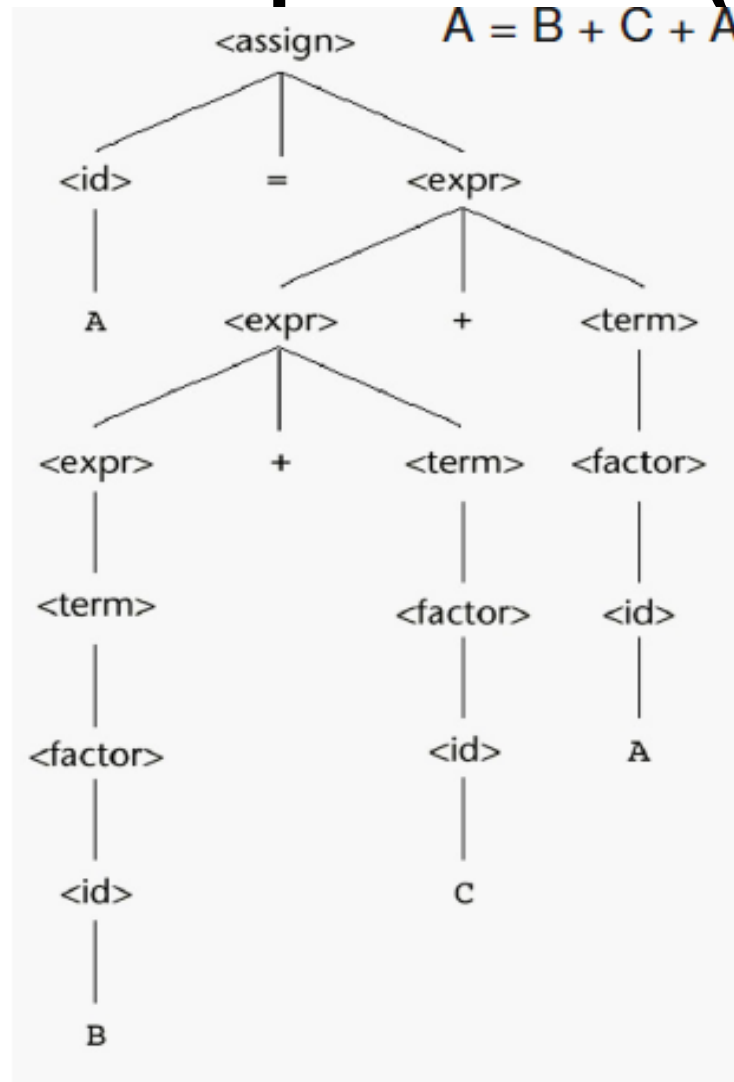 A = B + C + A
<assign>
<id> = <expr>
A <expr> + <term>
<expr> + <term> <factor>
<term> <factor> <id>
<factor> <id> A
<id> C
B